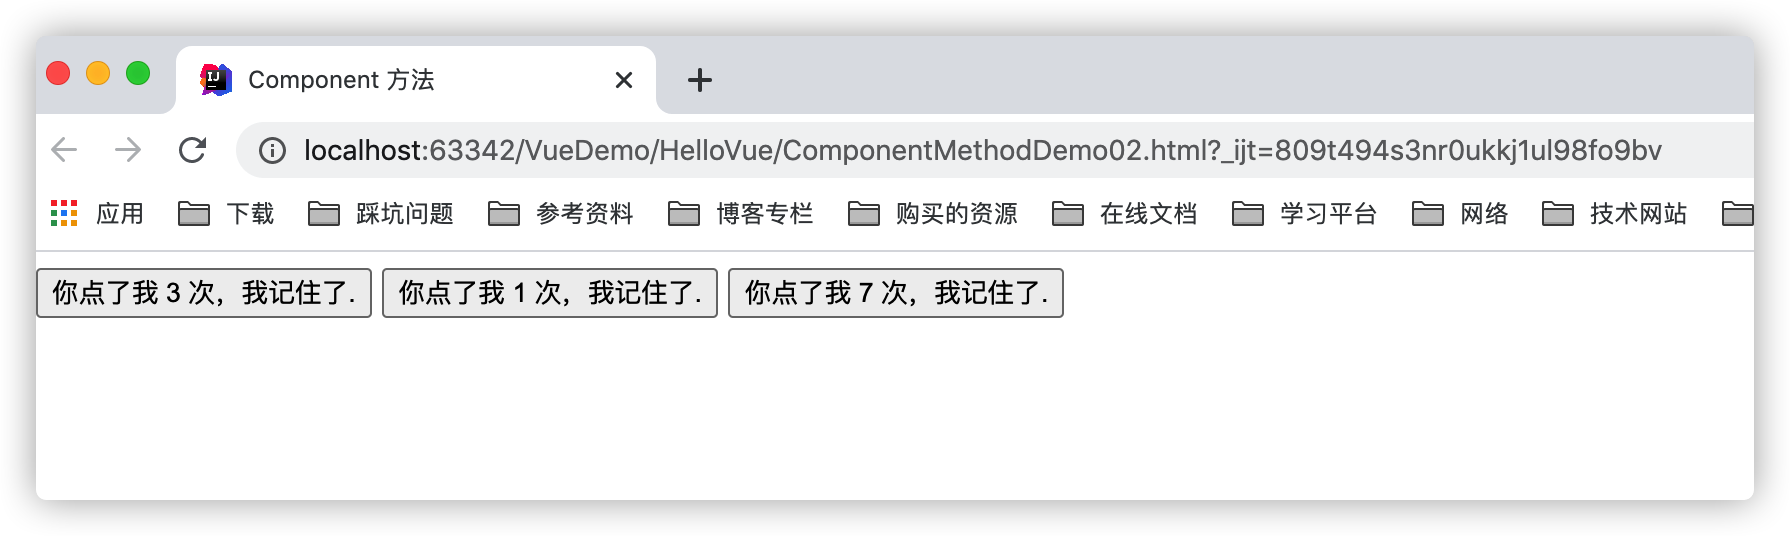 Component 方法
localhost:63342/VueDemo/HelloVue/ComponentMethodDemo02.html?_ijt=809t494s3nr0ukkj1ul98fo9bv
应用 下载 踩坑问题 参考资料 博客专栏 购买的资源 在线文档 学习平台 网络 技术网站
你点了我 3 次，我记住了. 你点了我 1 次，我记住了. 你点了我 7 次，我记住了.